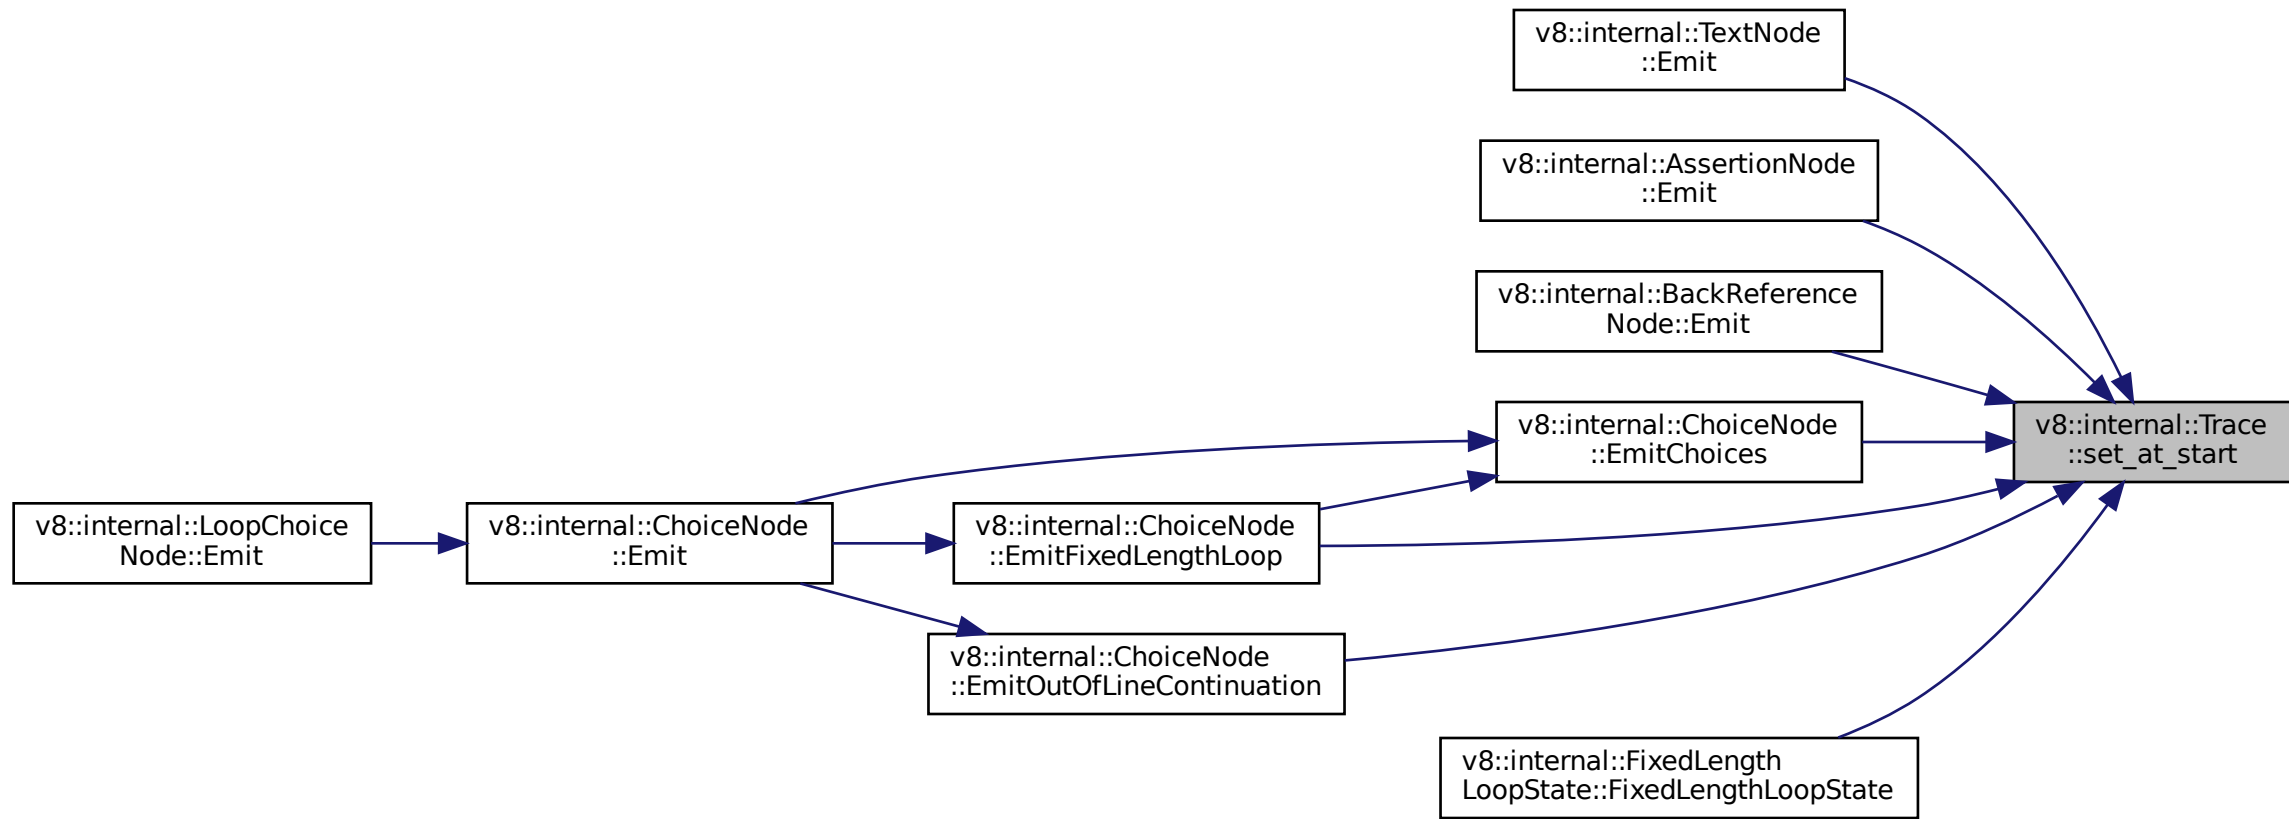 v8::internal::TextNode
::Emit
v8::internal::AssertionNode
::Emit
v8::internal::BackReference
Node::Emit
v8::internal::ChoiceNode
::EmitChoices
v8::internal::Trace
::set_at_start
v8::internal::LoopChoice
Node::Emit
v8::internal::ChoiceNode
::Emit
v8::internal::ChoiceNode
::EmitFixedLengthLoop
v8::internal::ChoiceNode
::EmitOutOfLineContinuation
v8::internal::FixedLength
LoopState::FixedLengthLoopState